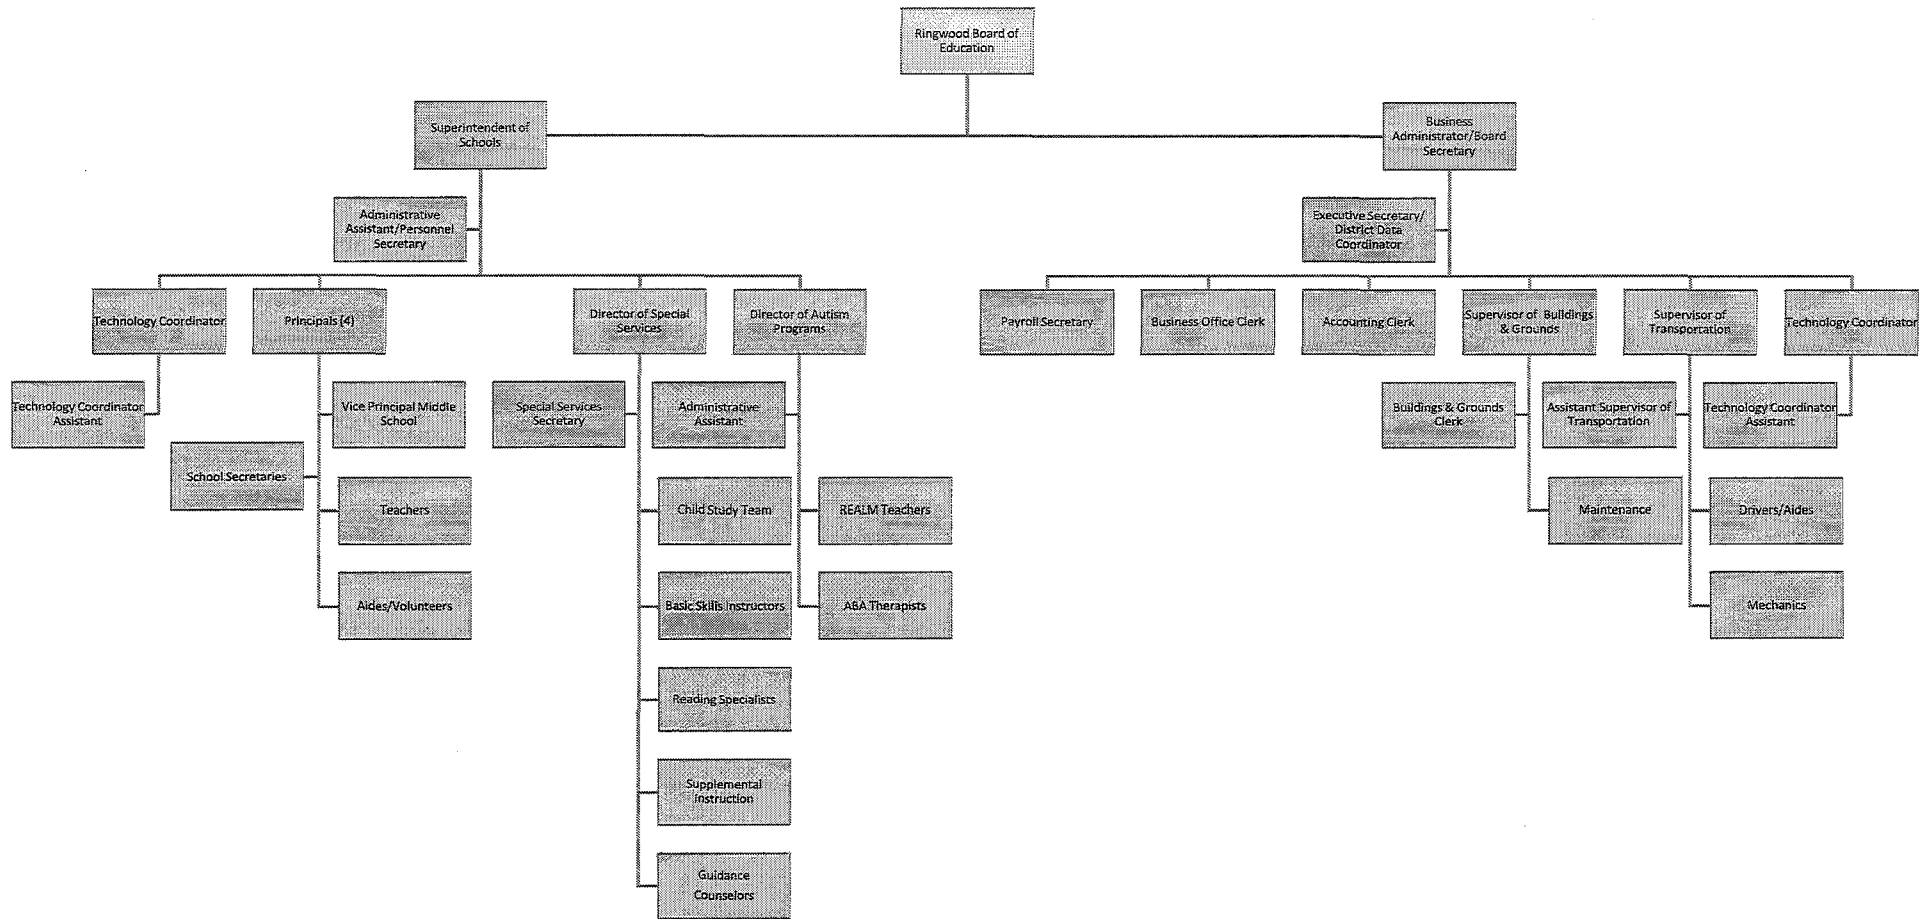 Ringwood Board of
Education
Superintendent of
Schools
Business
Administrator/Board
Secretary
Administrative
Assistant/Personnel
Secretary
Executive Secretary/
District Data
Coordinator
Technology Coordinator
Principals (4)
Director of Special
Services
Director of Autism
Programs
Payroll Secretary
Business Office Clerk
Accounting Clerk
Supervisor of Buildings
& Grounds
Supervisor of
Transportation
Technology Coordinator
Technology Coordinator
Assistant
Vice Principal Middle
School
Special Services
Secretary
Administrative
Assistant
Buildings & Grounds
Clerk
Assistant Supervisor of
Transportation
Technology Coordinator
Assistant
School Secretaries
Teachers
Child Study Team
REALM Teachers
Maintenance
Drivers/Aides
Aides/Volunteers
Basic Skills Instructors
ABA Therapists
Mechanics
Reading Specialists
Supplemental
Instruction
Guidance
Counselors